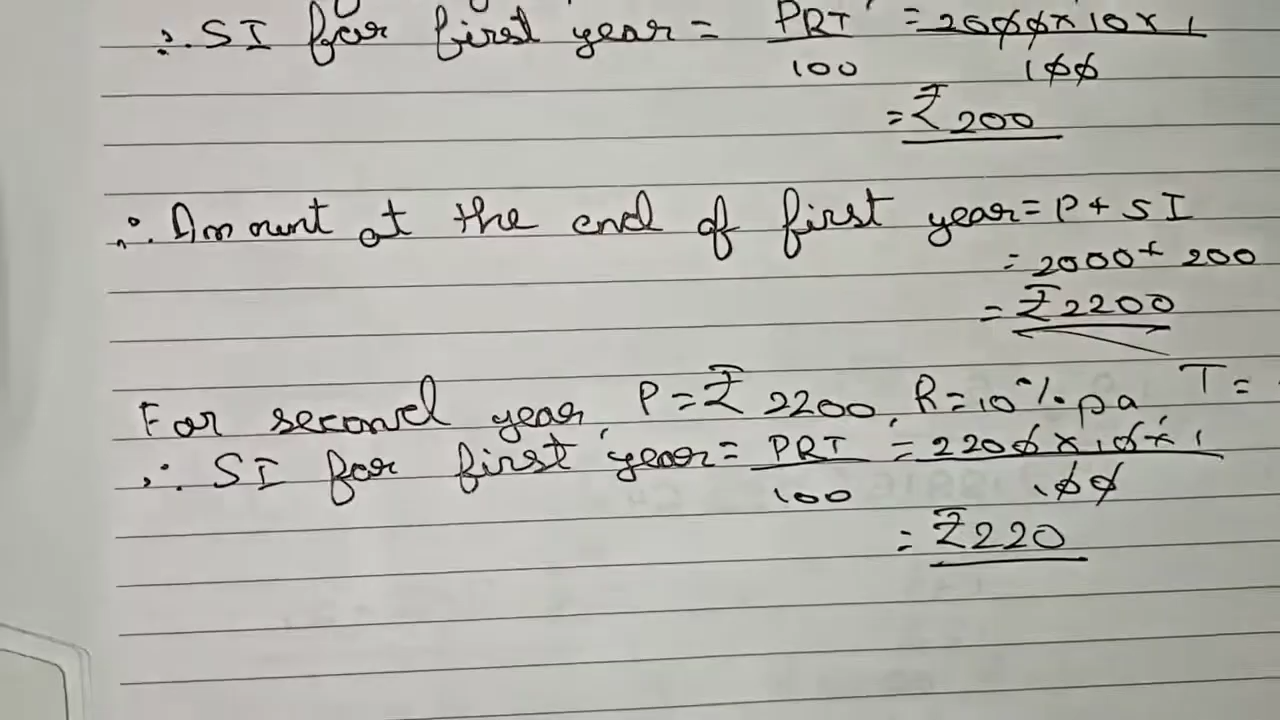 ∴ SI for first year = PRT/100 = 2000 × 10 × 1/100
= ₹200
∴ Amount at the end of first year = P + SI
= 2000 + 200
= ₹2200
For second year, P = ₹2200, R = 10% pa T =
∴ SI for first year = PRT/100 = 2200 × 10 × 1/100
= ₹220